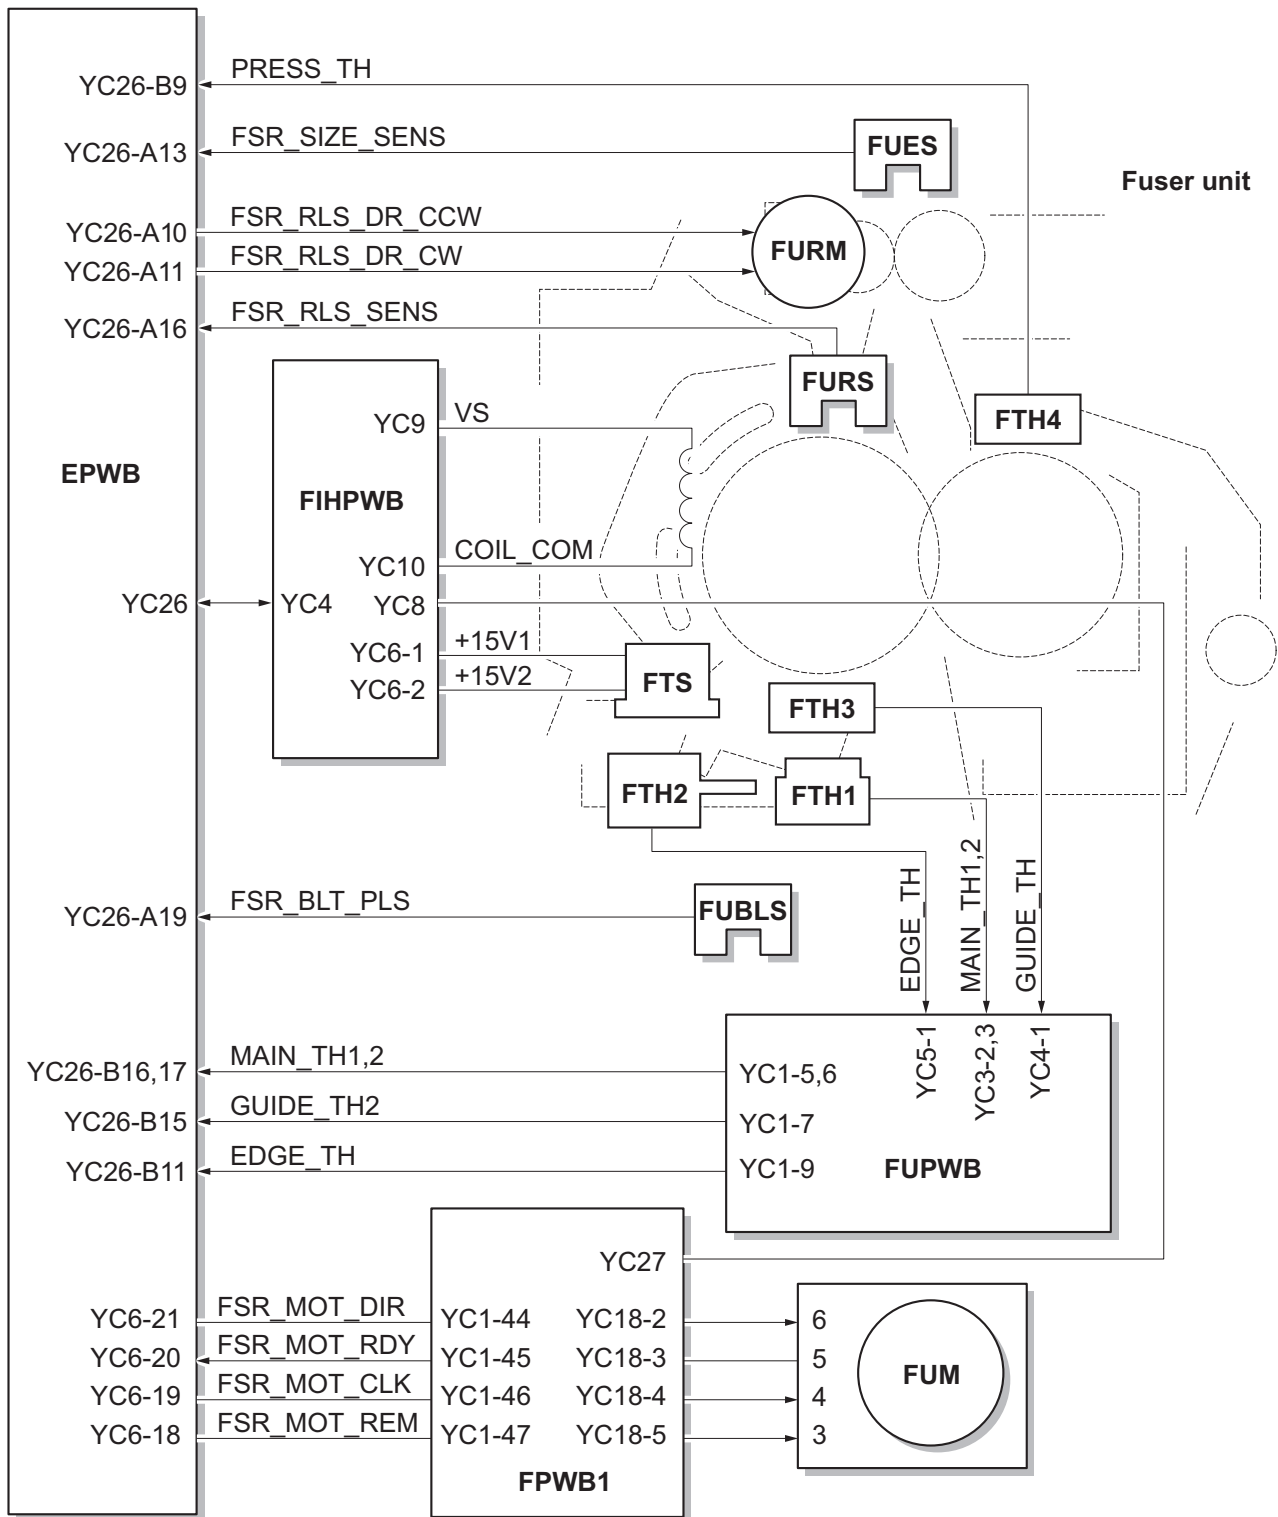 YC26-B9 PRESS_TH
YC26-A13 FSR_SIZE_SENS FUES
Fuser unit
YC26-A10 FSR_RLS_DR_CCW
FURM
YC26-A11 FSR_RLS_DR_CW
YC26-A16 FSR_RLS_SENS
FURS
YC9 VS
FTH4
EPWB
FIHPWB
YC10 COIL_COM
YC26 YC4 YC8
YC6-1 +15V1
YC6-2 +15V2
FTS
FTH3
FTH2 FTH1
EDGE_TH
MAIN_TH1,2
GUIDE_TH
YC26-A19 FSR_BLT_PLS FUBLS
YC5-1
YC3-2,3
YC4-1
YC26-B16,17 MAIN_TH1,2 YC1-5,6
YC26-B15 GUIDE_TH2 YC1-7
YC26-B11 EDGE_TH YC1-9 FUPWB
YC27
YC6-21 FSR_MOT_DIR YC1-44 YC18-2 6
YC6-20 FSR_MOT_RDY YC1-45 YC18-3 5
FUM
YC6-19 FSR_MOT_CLK YC1-46 YC18-4 4
YC6-18 FSR_MOT_REM YC1-47 YC18-5 3
FPWB1